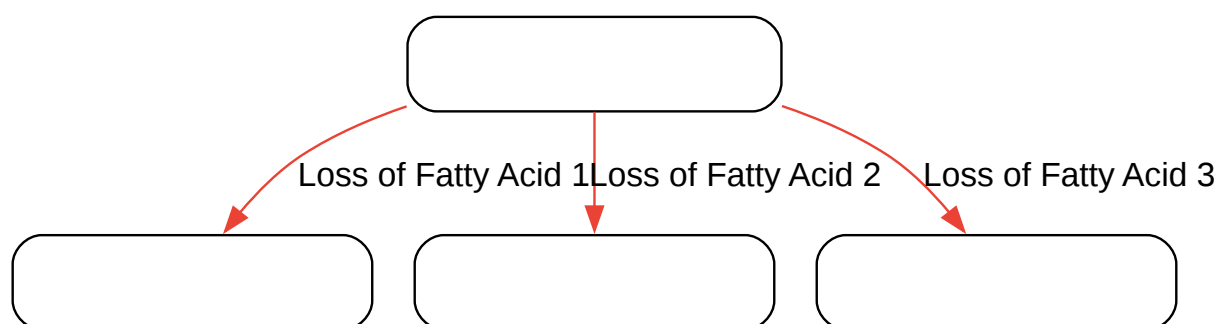 Loss of Fatty Acid 1
Loss of Fatty Acid 2
Loss of Fatty Acid 3